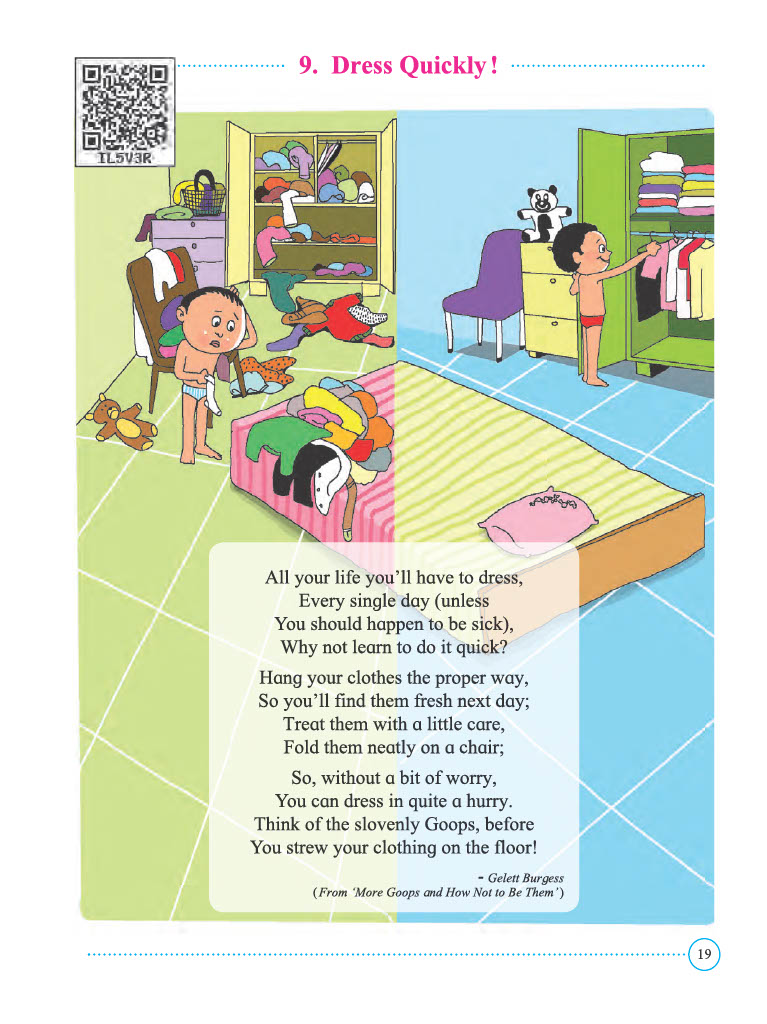 9. Dress Quickly!
IL5V3R
All your life you’ll have to dress,
Every single day (unless
You should happen to be sick),
Why not learn to do it quick?
Hang your clothes the proper way,
So you’ll find them fresh next day;
Treat them with a little care,
Fold them neatly on a chair;
So, without a bit of worry,
You can dress in quite a hurry.
Think of the slovenly Goops, before
You strew your clothing on the floor!
- Gelett Burgess
(From ‘More Goops and How Not to Be Them’)
19